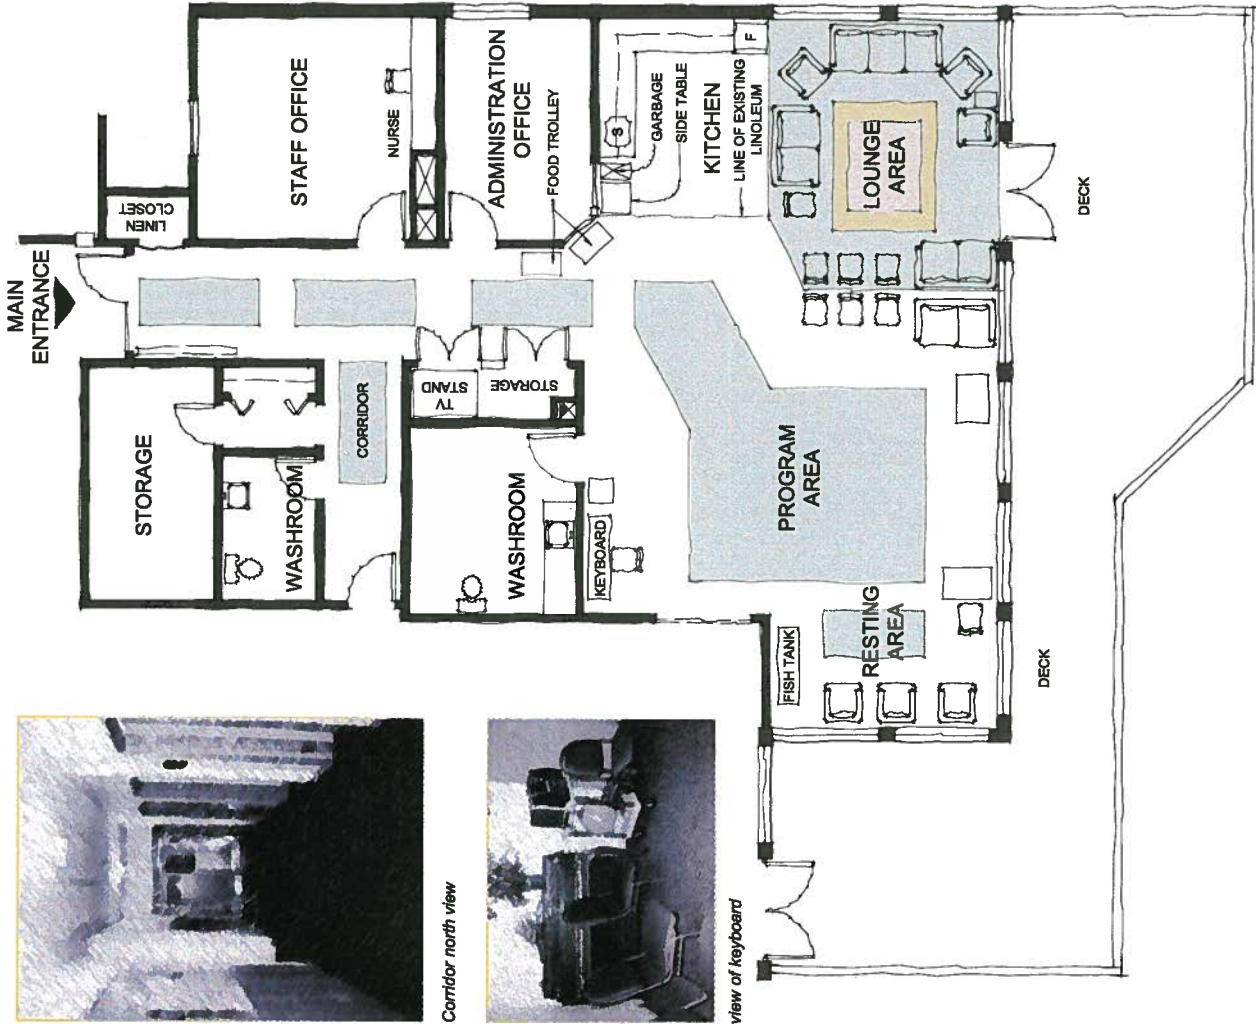 MAIN
ENTRANCE
LINEN
CLOSET
STAFF OFFICE
NURSE
ADMINISTRATION
OFFICE
FOOD TROLLEY
S
GARBAGE
SIDE TABLE
KITCHEN
LINE OF EXISTING
LINOLEUM
F
LOUNGE
AREA
DECK
STORAGE
WASHROOM
CORRIDOR
TV
STAND
STORAGE
WASHROOM
KEYBOARD
PROGRAM
AREA
RESTING
AREA
FISH TANK
DECK
Corridor north view
view of keyboard